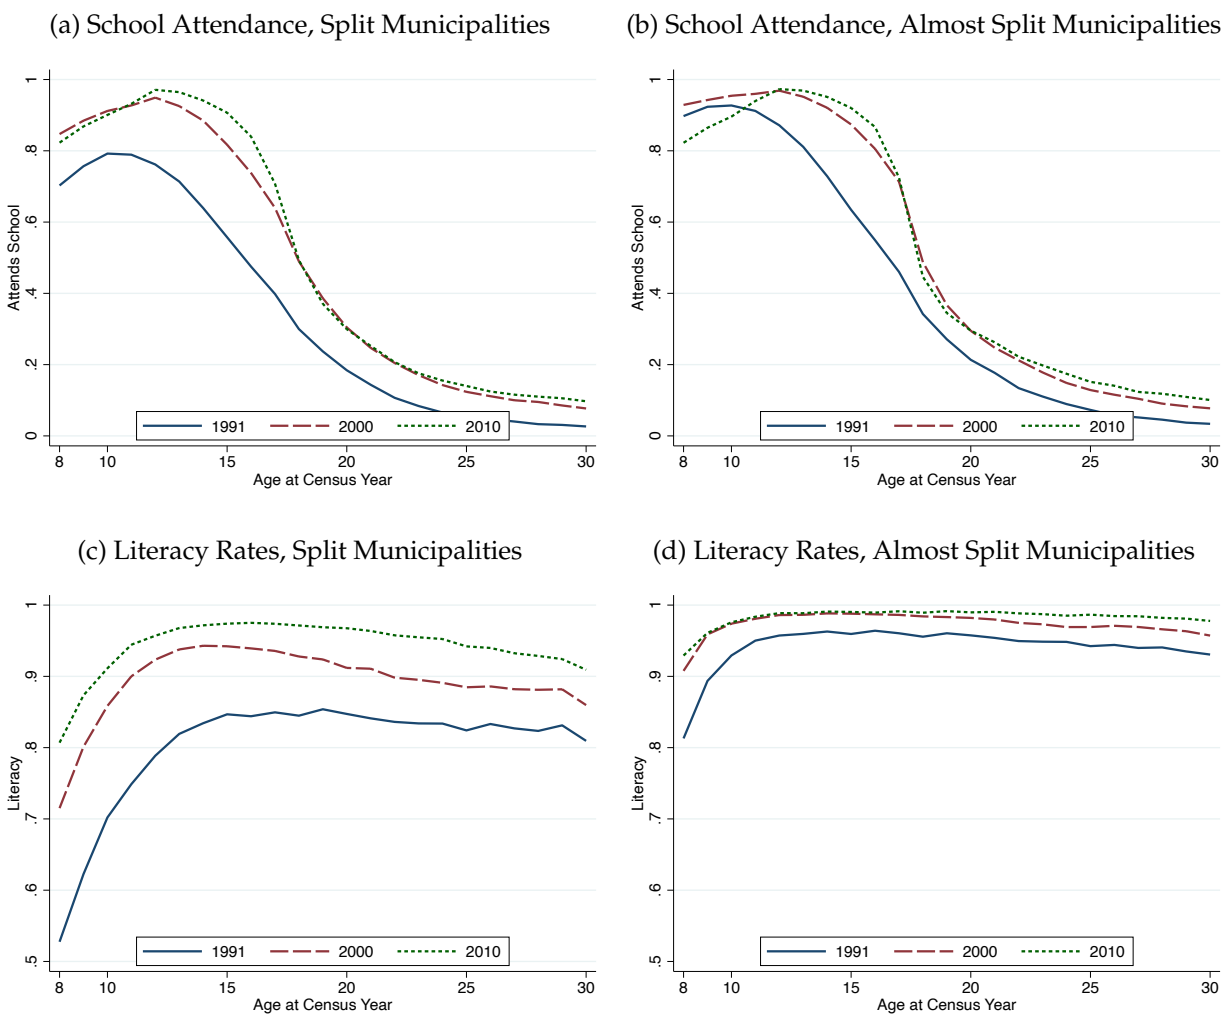 (a) School Attendance, Split Municipalities
(b) School Attendance, Almost Split Municipalities
Attends School
1
.8
.6
.4
.2
0
1991 2000 2010
8 10 15 20 25 30
Age at Census Year
Attends School
1
.8
.6
.4
.2
0
1991 2000 2010
8 10 15 20 25 30
Age at Census Year
(c) Literacy Rates, Split Municipalities
(d) Literacy Rates, Almost Split Municipalities
Literacy
1
.9
.8
.7
.6
.5
1991 2000 2010
8 10 15 20 25 30
Age at Census Year
Literacy
1
.9
.8
.7
.6
.5
1991 2000 2010
8 10 15 20 25 30
Age at Census Year